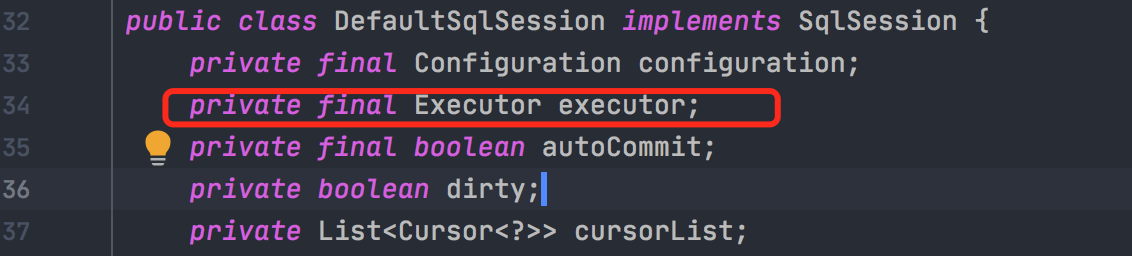 32 public class DefaultSqlSession implements SqlSession {
33 private final Configuration configuration;
34 private final Executor executor;
35 private final boolean autoCommit;
36 private boolean dirty;
37 private List<Cursor<?>> cursorList;